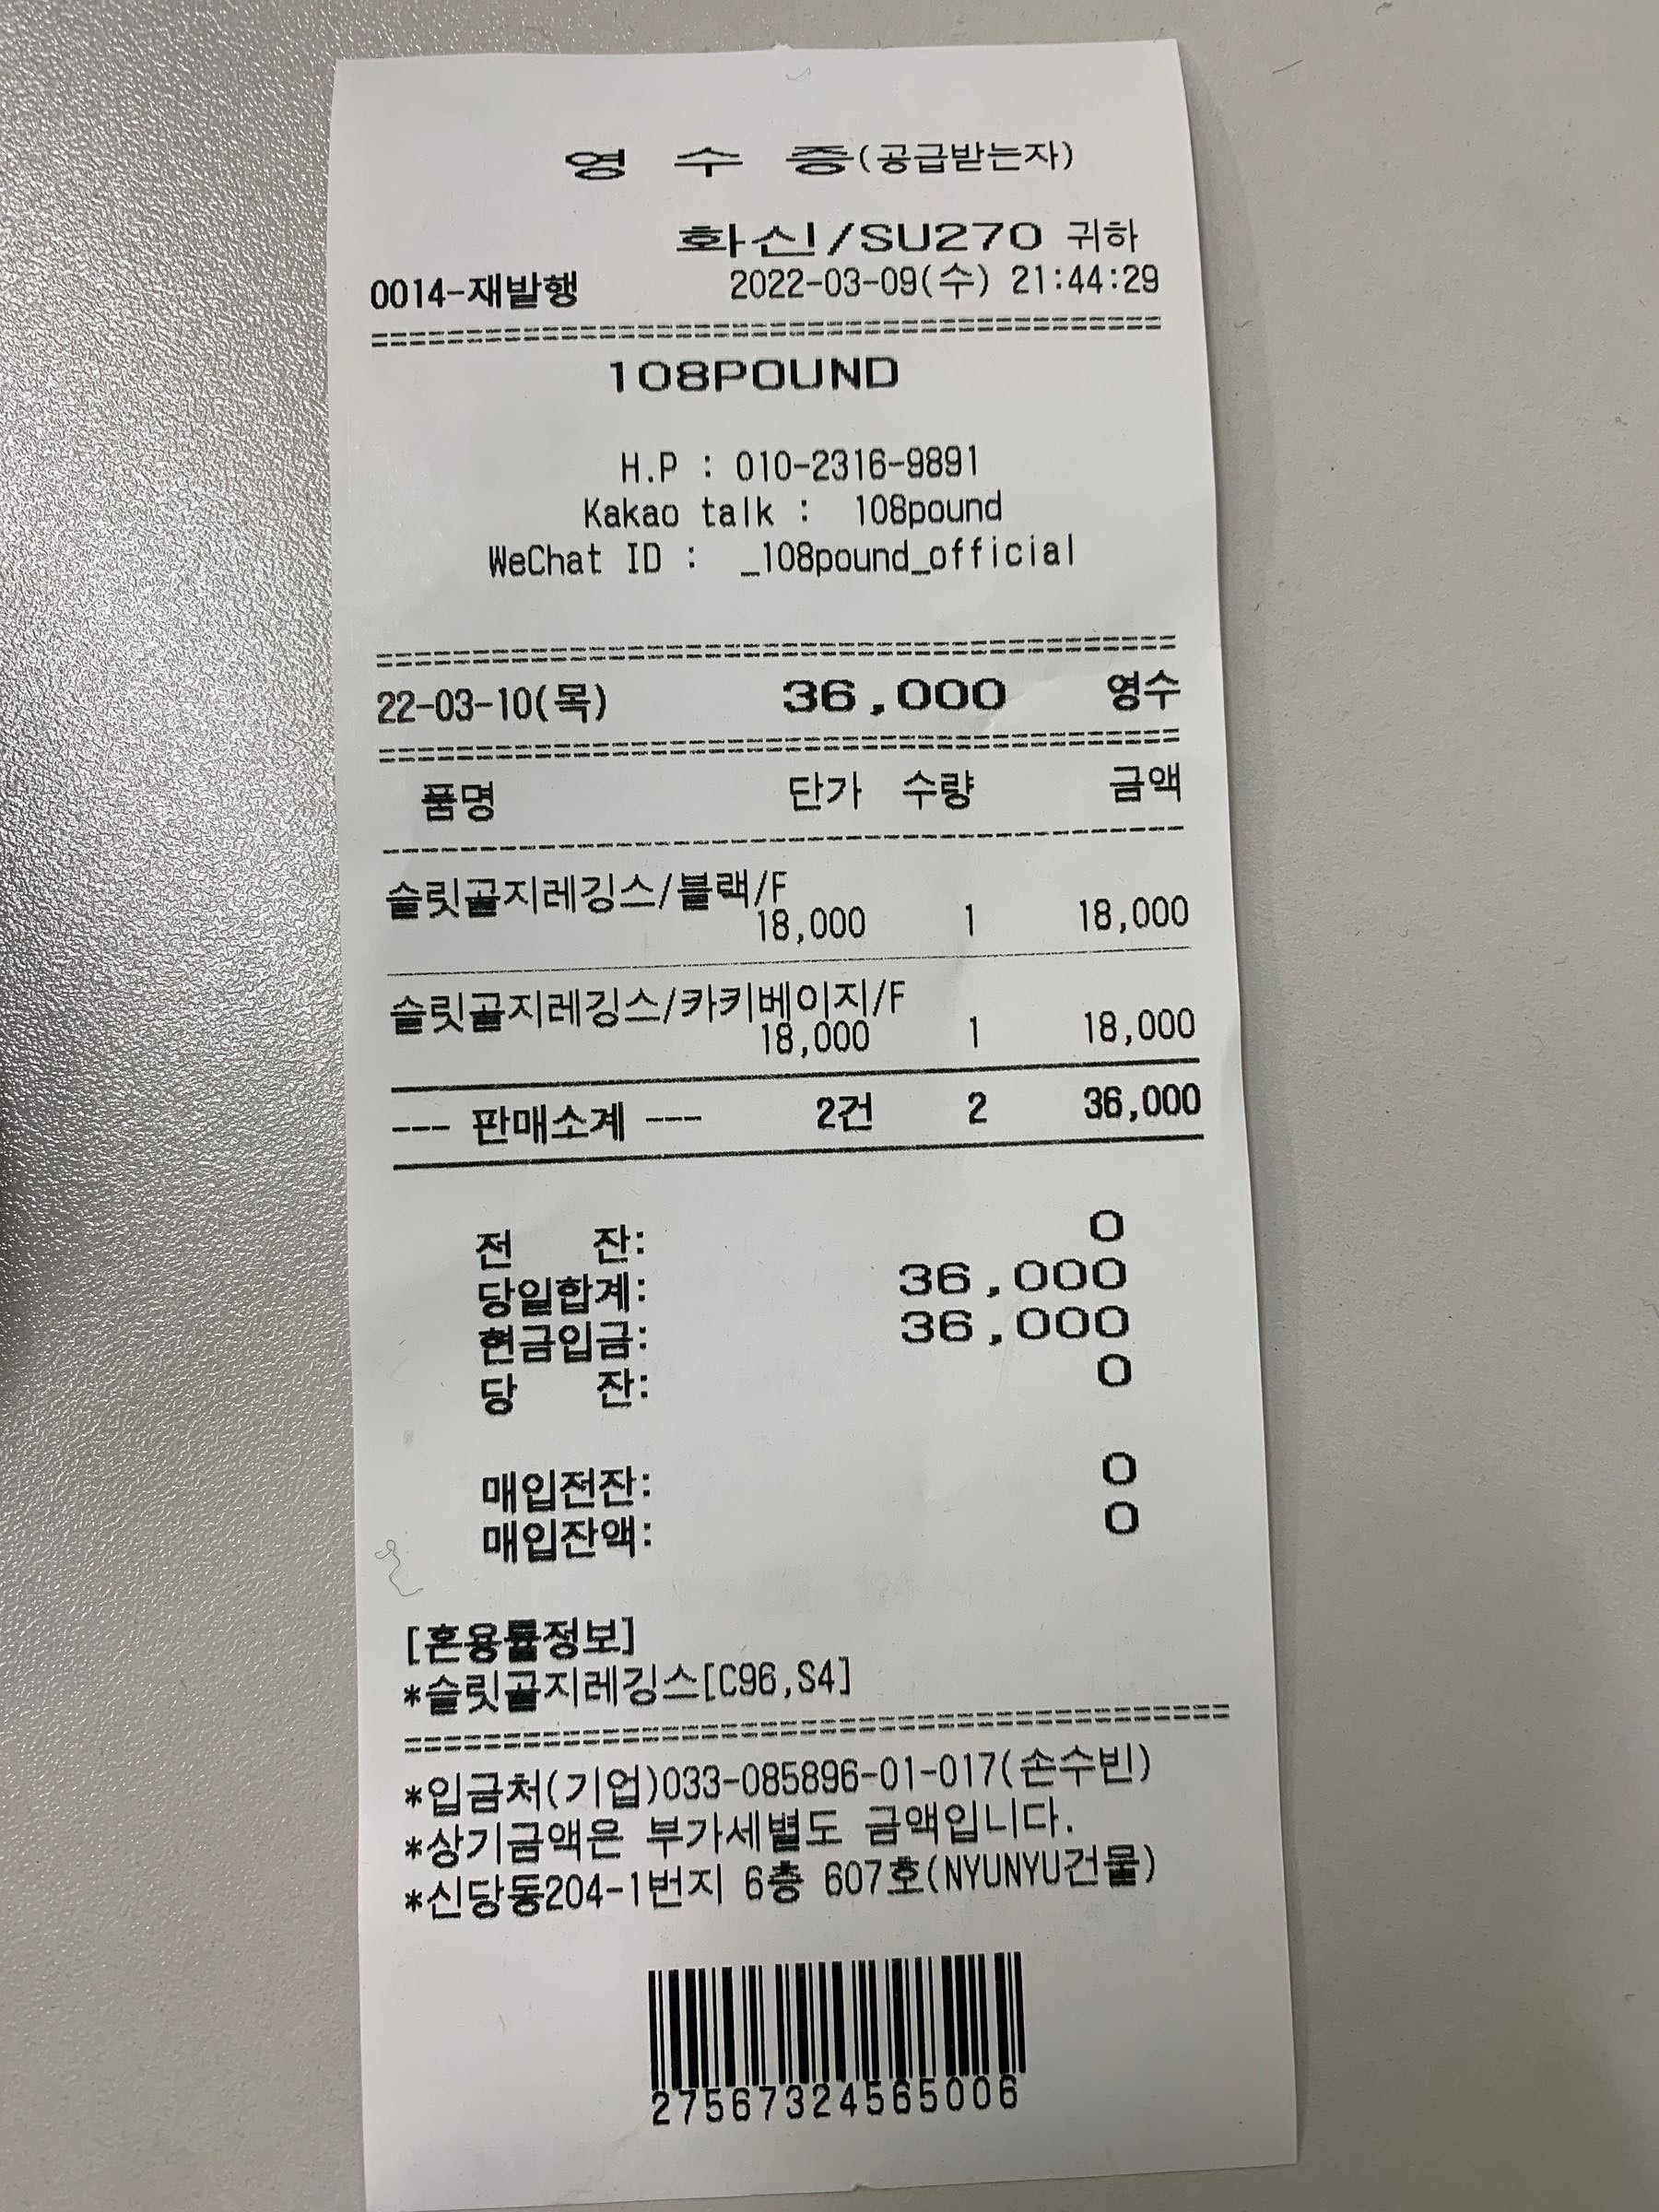 영 수 증(공급받는자)
화신/SU270 귀하
0014-재발행 2022-03-09(수) 21:44:29
==========================================
108POUND
H.P : 010-2316-9891
Kakao talk : 108pound
WeChat ID : _108pound_official
==========================================
22-03-10(목) 36,000 영수
==========================================
품명 단가 수량 금액
------------------------------------------
슬릿골지레깅스/블랙/F
18,000 1 18,000
슬릿골지레깅스/카키베이지/F
18,000 1 18,000
--- 판매소계 --- 2건 2 36,000
전 잔: 0
당일합계: 36,000
현금입금: 36,000
당 잔: 0
매입전잔: 0
매입잔액: 0
[혼용률정보]
*슬릿골지레깅스[C96,S4]
==========================================
*입금처(기업)033-085896-01-017(손수빈)
*상기금액은 부가세별도 금액입니다.
*신당동204-1번지 6층 607호(NYUNYU건물)
27567324565006